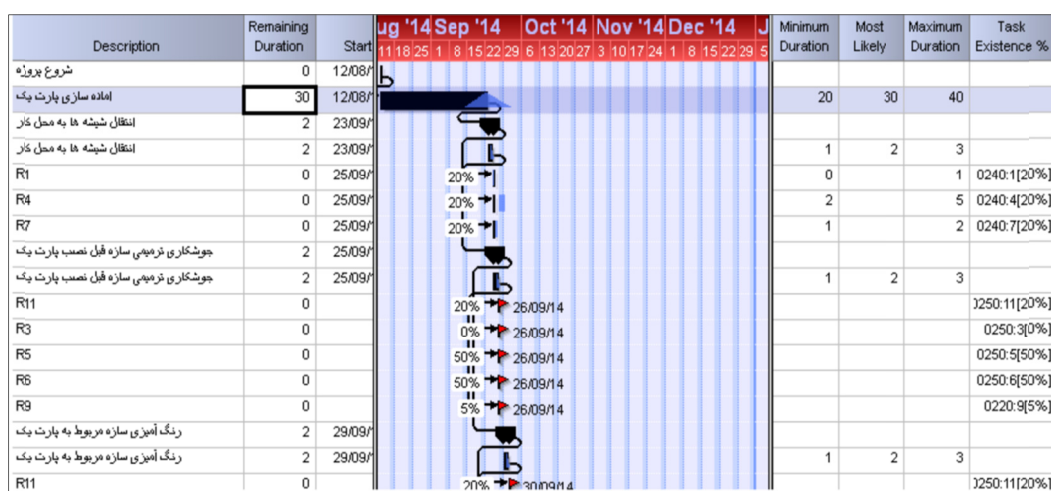 Description Remaining Duration Start ug '14 Sep '14 Oct '14 Nov '14 Dec '14 J Minimum Duration Most Likely Maximum Duration Task Existence %
11 18 25 1 8 15 22 29 6 13 20 27 3 10 17 24 1 8 15 22 29 5
شروع پروژه 0 12/08/
اماده سازی پارت یک 30 12/08/ 20 30 40
انتقال شیشه ها به محل کار 2 23/09/
انتقال شیشه ها به محل کار 2 23/09/ 1 2 3
R1 0 25/09/ 20% 0 1 0240:1[20%]
R4 0 25/09/ 20% 2 5 0240:4[20%]
R7 0 25/09/ 20% 1 2 0240:7[20%]
جوشکاری ترمیمی سازه قبل نصب پارت یک 2 25/09/
جوشکاری ترمیمی سازه قبل نصب پارت یک 2 25/09/ 1 2 3
R11 0 20% 26/09/14 0250:11[20%]
R3 0 0% 26/09/14 0250:3[0%]
R5 0 50% 26/09/14 0250:5[50%]
R6 0 50% 26/09/14 0250:6[50%]
R9 0 5% 26/09/14 0220:9[5%]
رنگ آمیزی سازه مربوط به پارت یک 2 29/09/
رنگ آمیزی سازه مربوط به پارت یک 2 29/09/ 1 2 3
R11 0 20% 30/09/14 0250:11[20%]